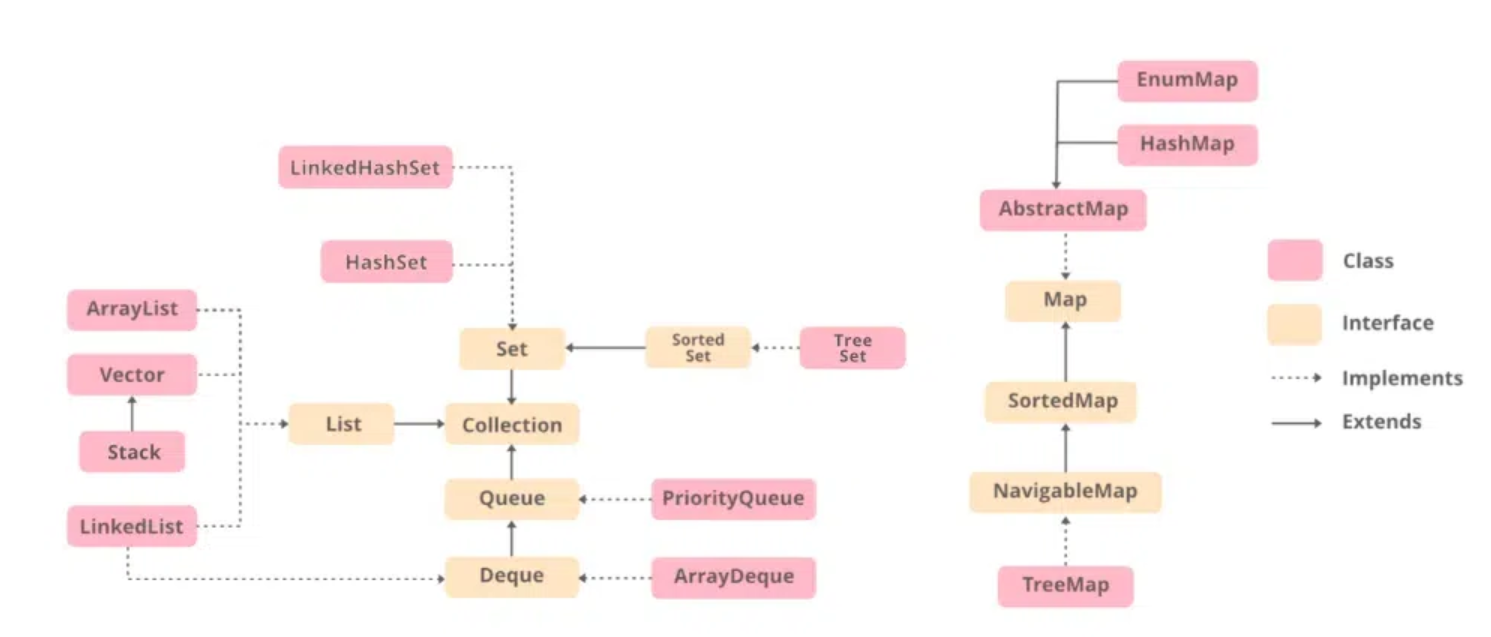 EnumMap
HashMap
LinkedHashSet
AbstractMap
HashSet
Class
Map
ArrayList
Interface
Set
Sorted
Set
Tree
Set
Vector
Implements
SortedMap
List
Collection
Extends
Stack
NavigableMap
Queue
PriorityQueue
LinkedList
Deque
ArrayDeque
TreeMap